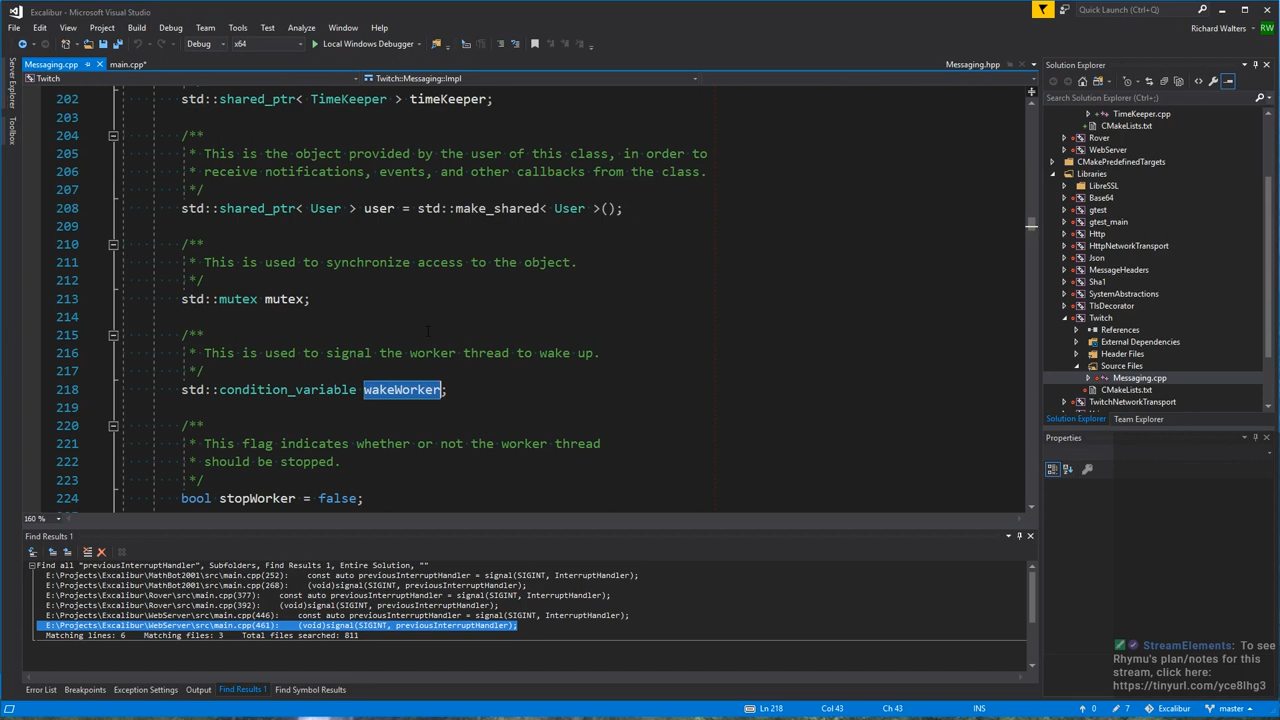 Excalibur - Microsoft Visual Studio
Quick Launch (Ctrl+;)
File Edit View Project Build Debug Team Tools Test Analyze Window Help
Richard Walters RW
Debug x64 Local Windows Debugger
Messaging.cpp main.cpp* Messaging.hpp
Twitch Twitch::Messaging::Impl
Server Explorer
Toolbox
202 std::shared_ptr< TimeKeeper > timeKeeper;
203
204 /**
205 * This is the object provided by the user of this class, in order to
206 * receive notifications, events, and other callbacks from the class.
207 */
208 std::shared_ptr< User > user = std::make_shared< User >();
209
210 /**
211 * This is used to synchronize access to the object.
212 */
213 std::mutex mutex;
214
215 /**
216 * This is used to signal the worker thread to wake up.
217 */
218 std::condition_variable wakeWorker;
219
220 /**
221 * This flag indicates whether or not the worker thread
222 * should be stopped.
223 */
224 bool stopWorker = false;
160 %
Solution Explorer
Search Solution Explorer (Ctrl+;)
TimeKeeper.cpp
CMakeLists.txt
Rover
WebServer
CMakePredefinedTargets
Libraries
LibreSSL
Base64
gtest
gtest_main
Http
HttpNetworkTransport
Json
MessageHeaders
Sha1
SystemAbstractions
TlsDecorator
Twitch
References
External Dependencies
Header Files
Source Files
Messaging.cpp
CMakeLists.txt
TwitchNetworkTransport
Solution Explorer Team Explorer
Properties
Find Results 1
Find all "previousInterruptHandler", Subfolders, Find Results 1, Entire Solution, ""
E:\Projects\Excalibur\MathBot2001\src\main.cpp(252): const auto previousInterruptHandler = signal(SIGINT, InterruptHandler);
E:\Projects\Excalibur\MathBot2001\src\main.cpp(268): (void)signal(SIGINT, previousInterruptHandler);
E:\Projects\Excalibur\Rover\src\main.cpp(377): const auto previousInterruptHandler = signal(SIGINT, InterruptHandler);
E:\Projects\Excalibur\Rover\src\main.cpp(392): (void)signal(SIGINT, previousInterruptHandler);
E:\Projects\Excalibur\WebServer\src\main.cpp(446): const auto previousInterruptHandler = signal(SIGINT, InterruptHandler);
E:\Projects\Excalibur\WebServer\src\main.cpp(461): (void)signal(SIGINT, previousInterruptHandler);
Matching lines: 6 Matching files: 3 Total files searched: 811
StreamElements: To see
Rhymu's plan/notes for this
stream, click here:
https://tinyurl.com/yce8lhg3
Error List Breakpoints Exception Settings Output Find Results 1 Find Symbol Results
Ln 218 Col 43 Ch 43 INS 0 7 Excalibur master